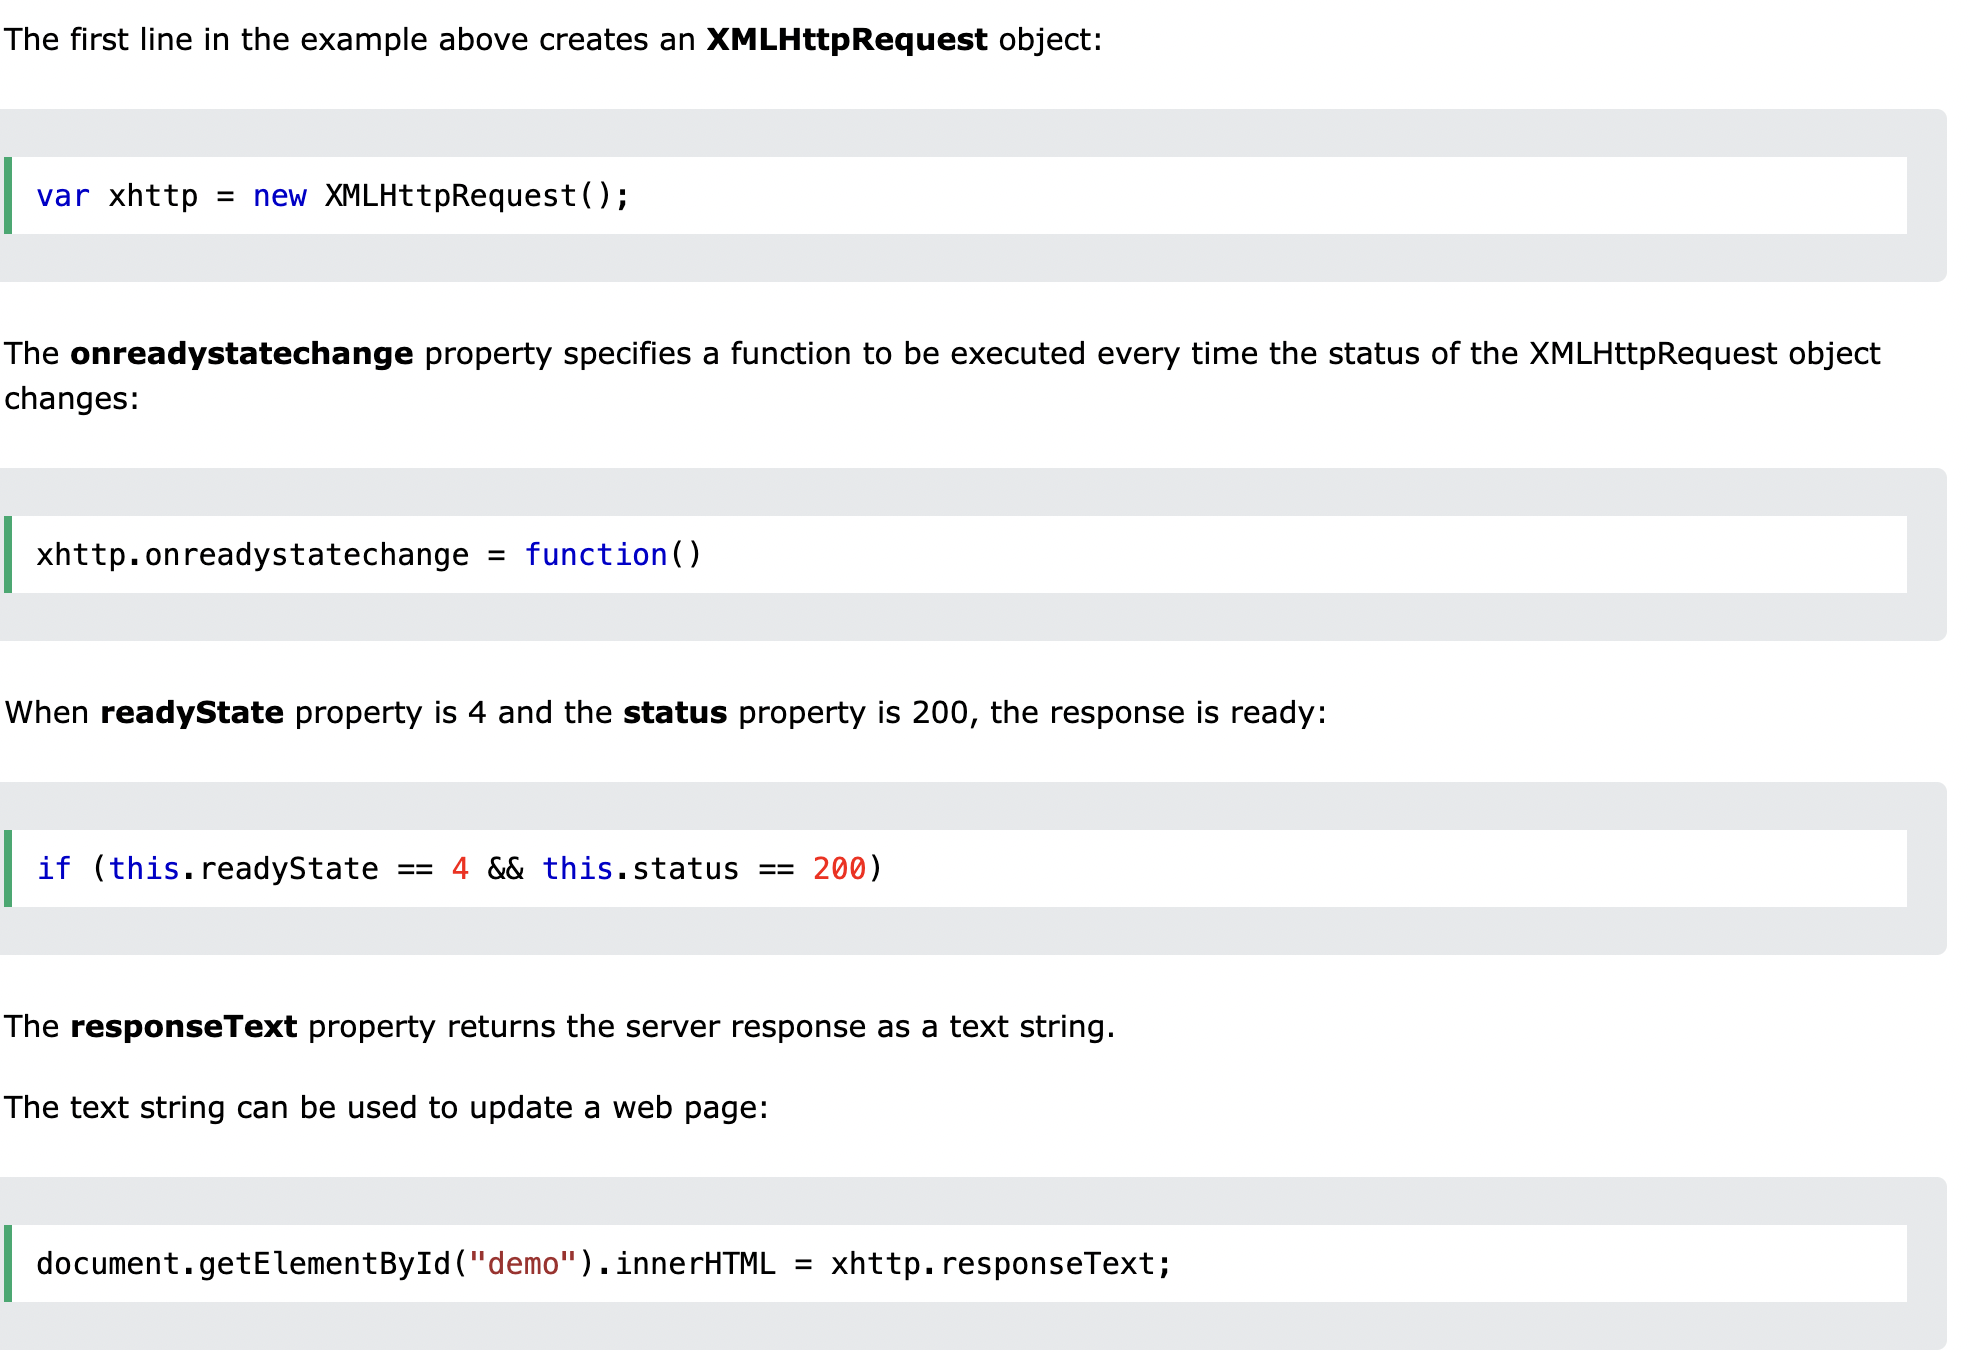 The first line in the example above creates an XMLHttpRequest object:
var xhttp = new XMLHttpRequest();
The onreadystatechange property specifies a function to be executed every time the status of the XMLHttpRequest object
changes:
xhttp.onreadystatechange = function()
When readyState property is 4 and the status property is 200, the response is ready:
if (this.readyState == 4 && this.status == 200)
The responseText property returns the server response as a text string.
The text string can be used to update a web page:
document.getElementById("demo").innerHTML = xhttp.responseText;